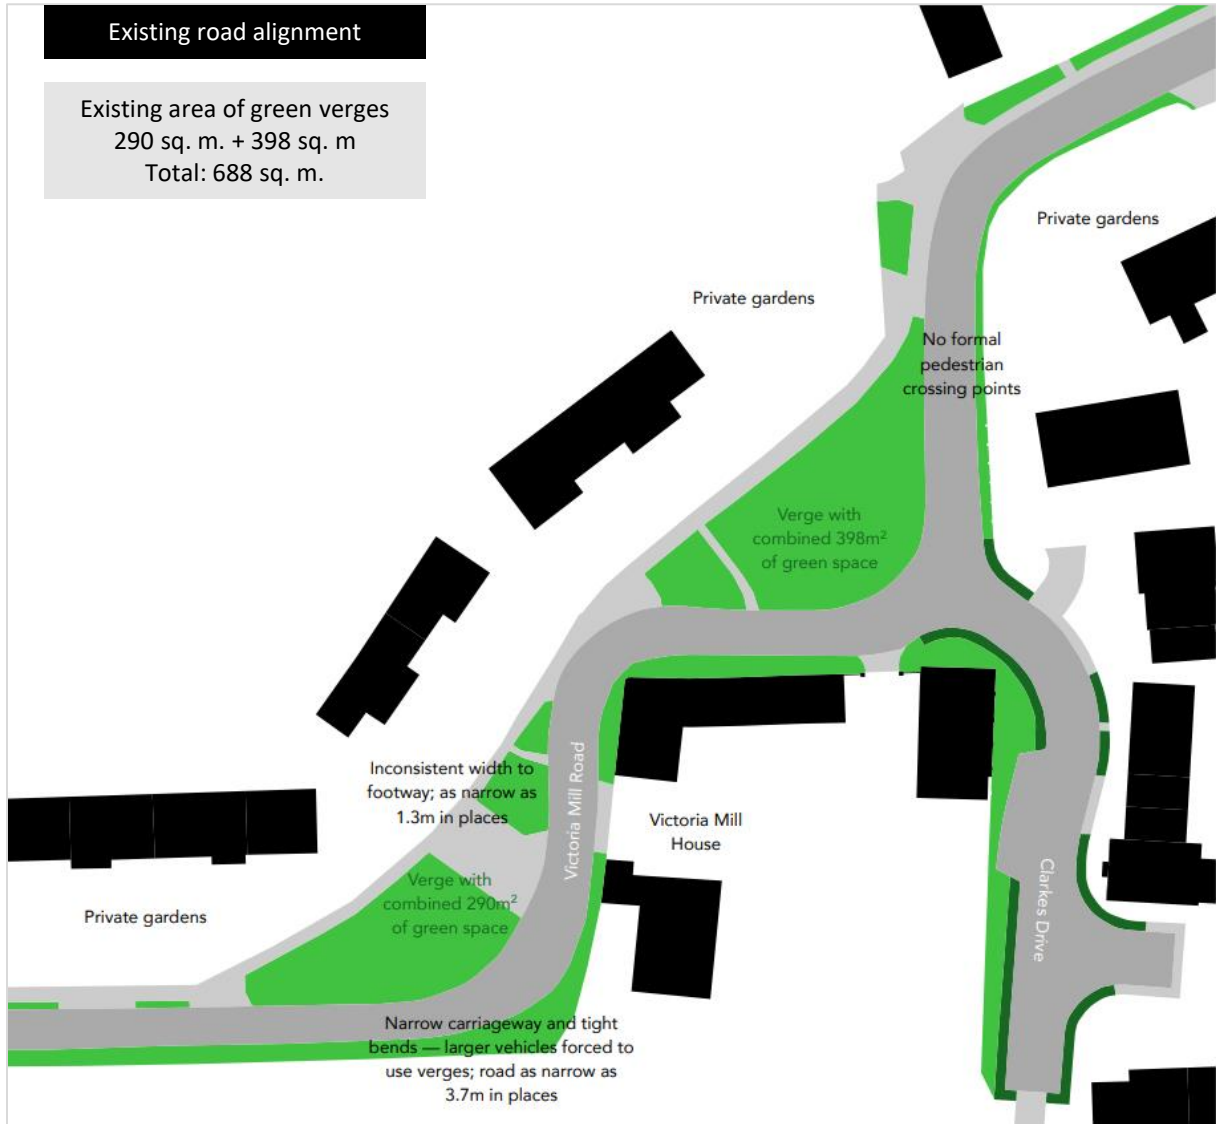 Existing road alignment
Existing area of green verges
290 sq. m. + 398 sq. m
Total: 688 sq. m.
Private gardens
Private gardens
No formal
pedestrian
crossing points
Verge with
combined 398m²
of green space
Inconsistent width to
footway; as narrow as
1.3m in places
Victoria Mill Road
Victoria Mill
House
Verge with
combined 290m²
of green space
Clarkes Drive
Private gardens
Narrow carriageway and tight
bends — larger vehicles forced to
use verges; road as narrow as
3.7m in places